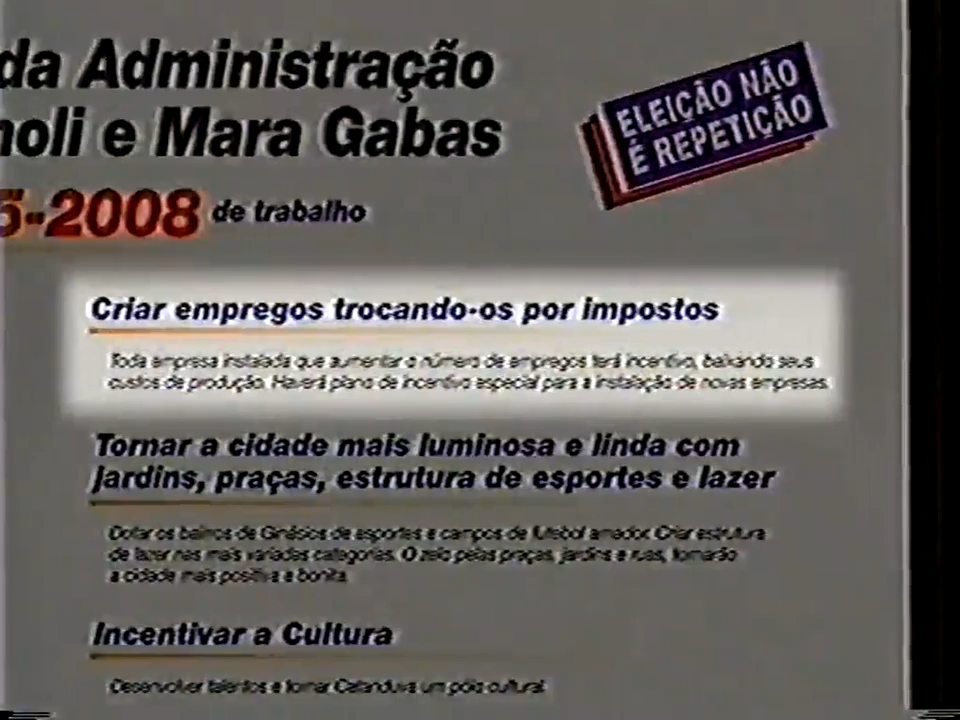 da Administração
noli e Mara Gabas
5-2008 de trabalho
ELEIÇÃO NÃO
É REPETIÇÃO
Criar empregos trocando-os por impostos
Toda empresa instalada que aumentar o número de empregos terá incentivo, baixando seus
custos de produção. Haverá plano de incentivo especial para a instalação de novas empresas.
Tornar a cidade mais luminosa e linda com
jardins, praças, estrutura de esportes e lazer
Dotar os bairros de Ginásios de esportes e campos de futebol amador. Criar estrutura
de lazer nas mais variadas categorias. O zelo pelas praças, jardins e ruas, tornarão
a cidade mais positiva e bonita.
Incentivar a Cultura
Desenvolver talentos e tornar Catanduva um pólo cultural.